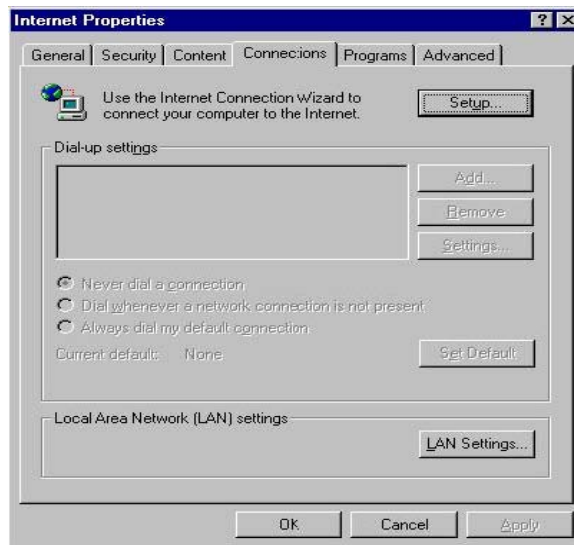 Internet Properties
General Security Content Connections Programs Advanced
Use the Internet Connection Wizard to
connect your computer to the Internet.
Setup...
Dial-up settings
Add...
Remove
Settings...
Never dial a connection
Dial whenever a network connection is not present
Always dial my default connection
Current default: None
Set Default
Local Area Network (LAN) settings
LAN Settings...
OK Cancel Apply